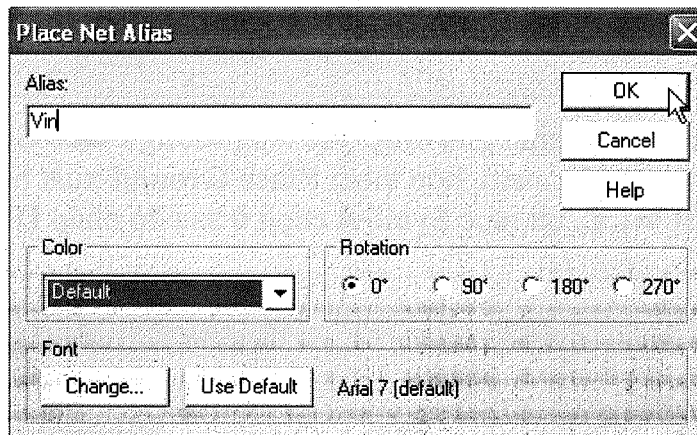 Place Net Alias
Alias:
Vin
OK
Cancel
Help
Color
Default
Rotation
0° 90° 180° 270°
Font
Change... Use Default Arial 7 (default)